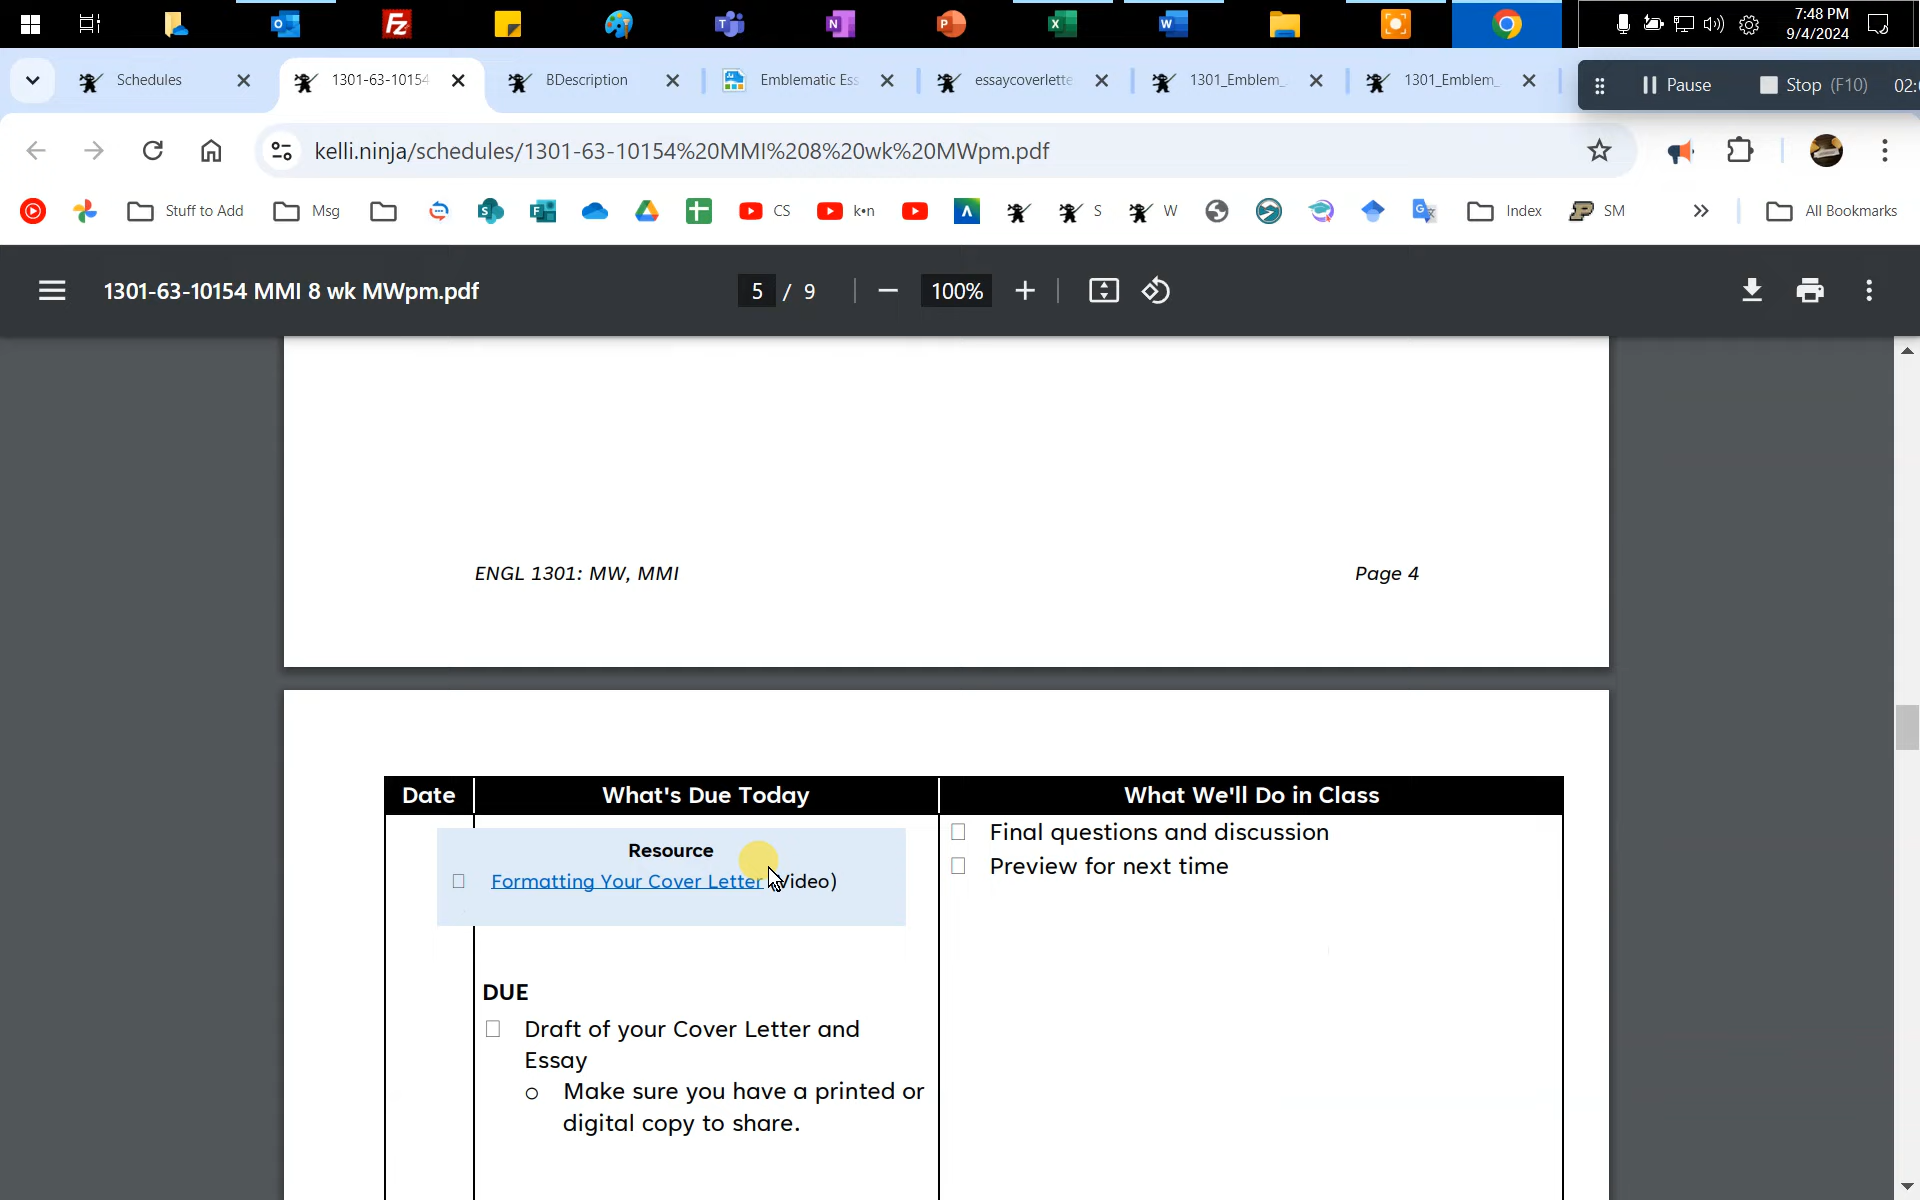 7:48 PM
9/4/2024
Schedules
1301-63-10154
BDescription
Emblematic Ess
essaycoverlette
1301_Emblem_
1301_Emblem_
Pause
Stop (F10)
02:
kelli.ninja/schedules/1301-63-10154%20MMI%208%20wk%20MWpm.pdf
Stuff to Add
Msg
CS
k•n
S
W
Index
SM
All Bookmarks
1301-63-10154 MMI 8 wk MWpm.pdf
5 / 9
100%
ENGL 1301: MW, MMI
Page 4
Date
What's Due Today
What We'll Do in Class
Resource
Formatting Your Cover Letter Video)
Final questions and discussion
Preview for next time
DUE
Draft of your Cover Letter and
Essay
o Make sure you have a printed or
digital copy to share.